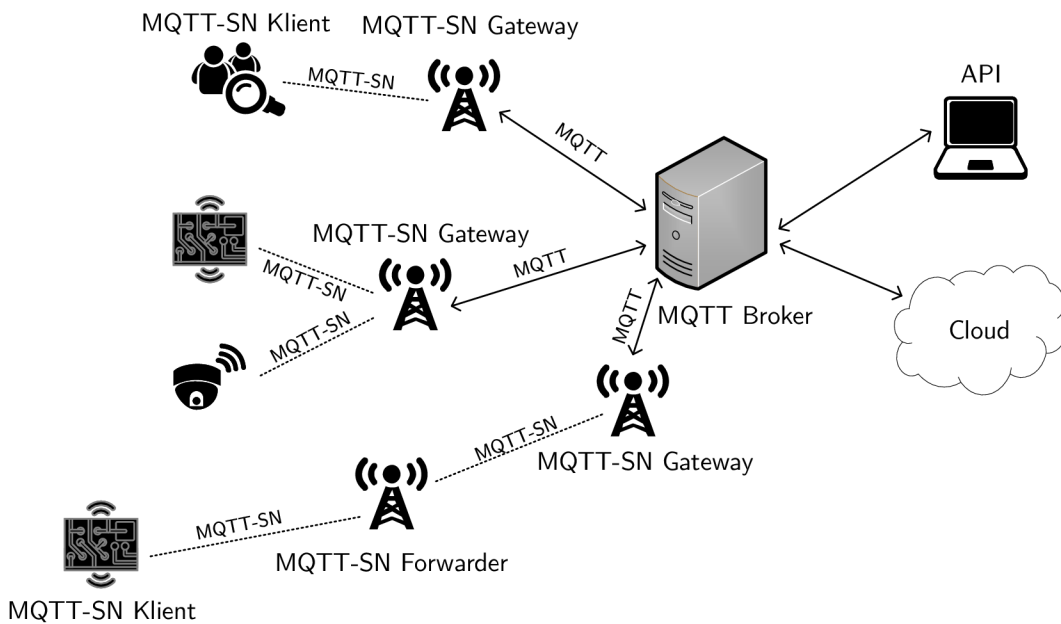 MQTT-SN Klient
MQTT-SN Gateway
MQTT-SN
API
MQTT
MQTT-SN Gateway
MQTT-SN
MQTT
MQTT-SN
MQTT
MQTT Broker
Cloud
MQTT-SN
MQTT-SN Gateway
MQTT-SN
MQTT-SN Forwarder
MQTT-SN Klient